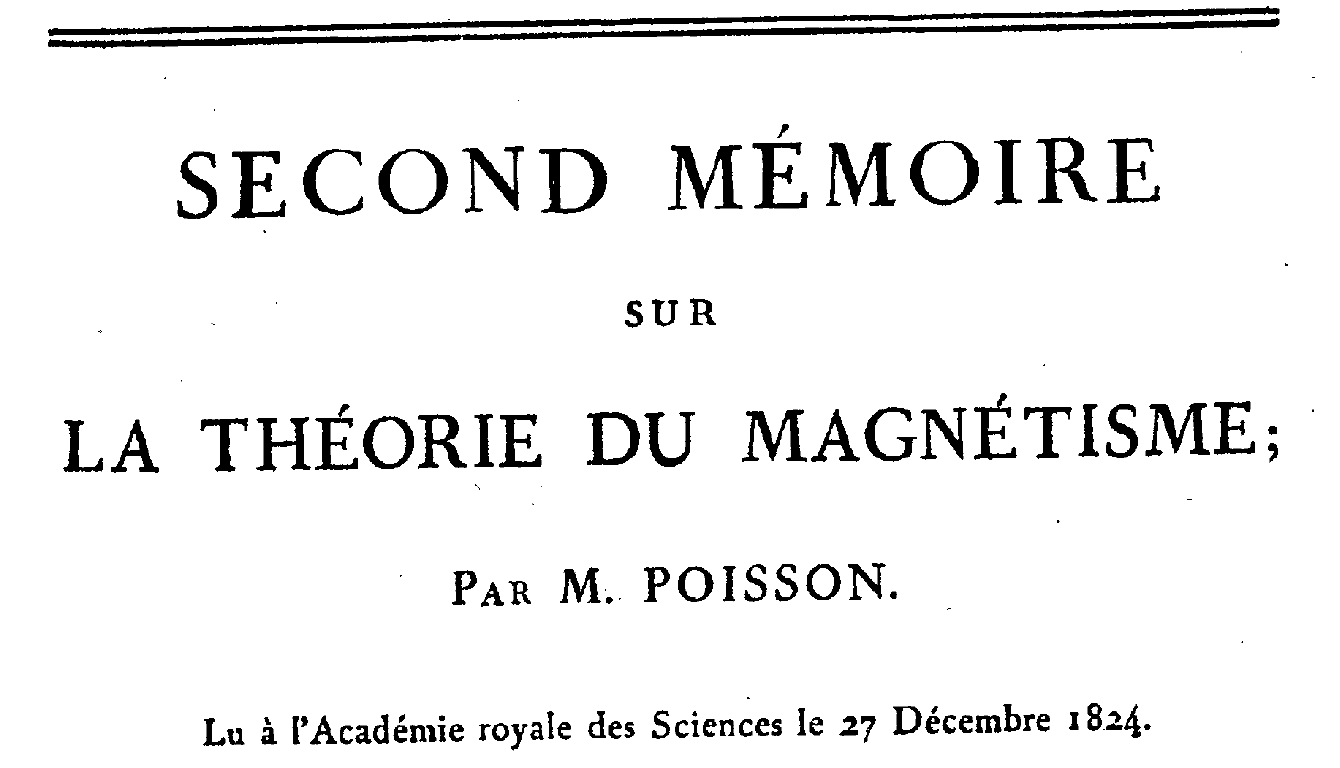 SECOND MÉMOIRE
SUR
LA THÉORIE DU MAGNÉTISME;
PAR M. POISSON.
Lu à l'Académie royale des Sciences le 27 Décembre 1824.